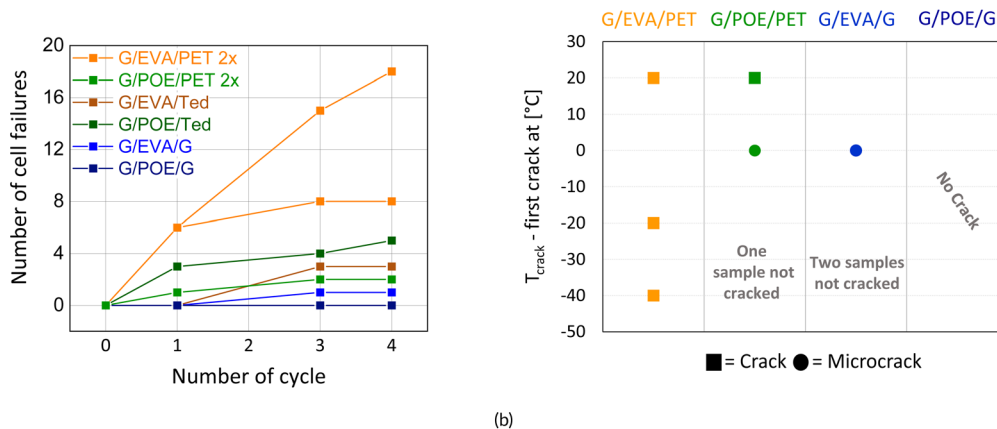 20
16
12
8
4
0
Number of cell failures
G/EVA/PET 2x
G/POE/PET 2x
G/EVA/Ted
G/POE/Ted
G/EVA/G
G/POE/G
0
1
2
3
4
Number of cycle
G/EVA/PET
G/POE/PET
G/EVA/G
G/POE/G
30
20
10
0
-10
-20
-30
-40
-50
T_crack - first crack at [°C]
One
sample not
cracked
Two samples
not cracked
No Crack
= Crack
= Microcrack
(b)